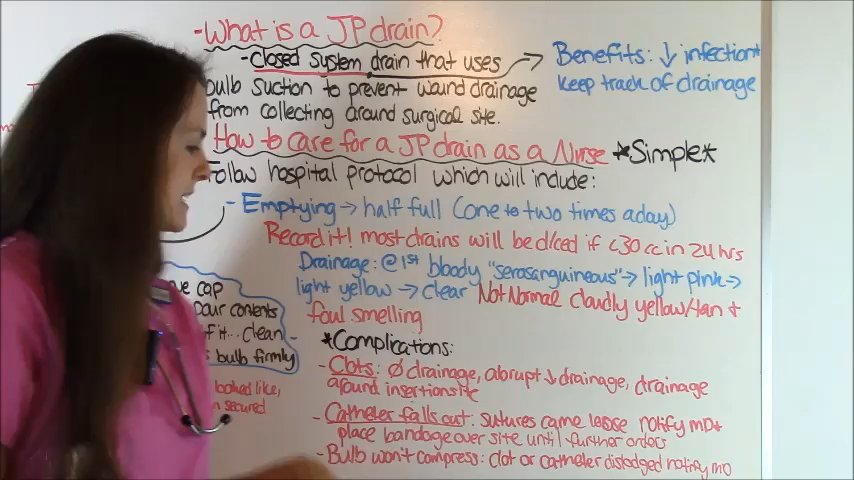 -What is a JP drain?
-closed system drain that uses
bulb suction to prevent wound drainage
from collecting around surgical site.
Benefits: ↓ infection+
keep track of drainage
How to care for a JP drain as a Nurse *Simple*
Follow hospital protocol which will include:
- Emptying → half full (one to two times a day)
Record it! most drains will be d/ced if <30 cc in 24 hrs
Drainage: @ 1st bloody "serosanguineous" → light pink →
light yellow → clear Not Normal cloudly yellow/tan +
foul smelling
cap
pour contents
f it... clean -
bulb firmly
looked like,
secured
*Complications:
- Clots: Ø drainage, abrupt ↓ drainage, drainage
around insertion site
- Catheter falls out: sutures came loose notify MD+
place bandage over site until further orders
- Bulb won't compress: clot or catheter dislodged notify MD